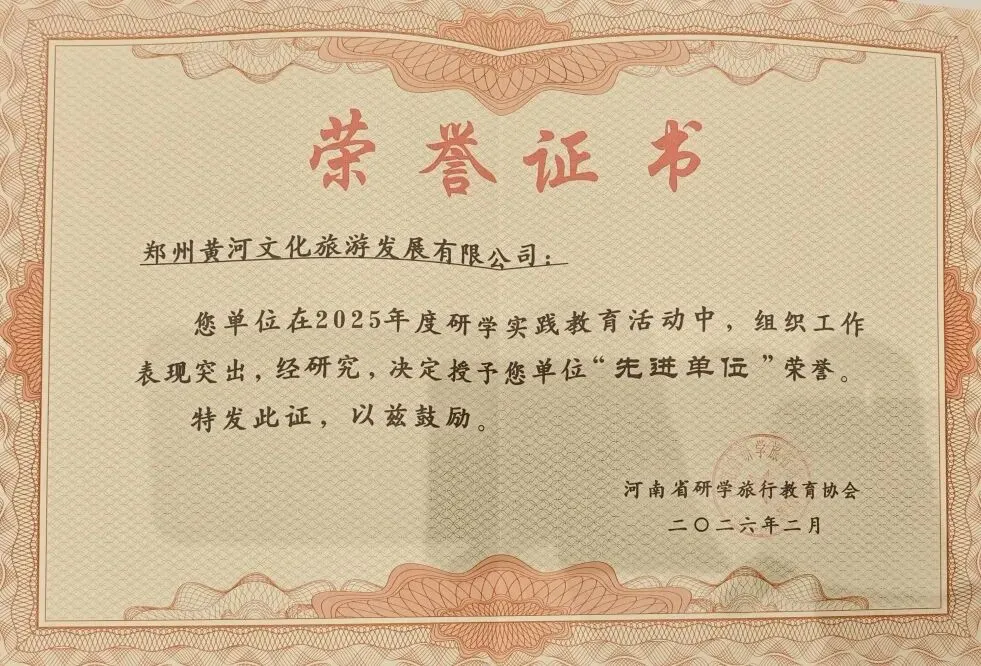 荣誉证书
郑州黄河文化旅游发展有限公司：
您单位在2025年度研学实践教育活动中，组织工作
表现突出，经研究，决定授予您单位“先进单位”荣誉。
特发此证，以兹鼓励。
河南省研学旅行教育协会
二〇二六年二月